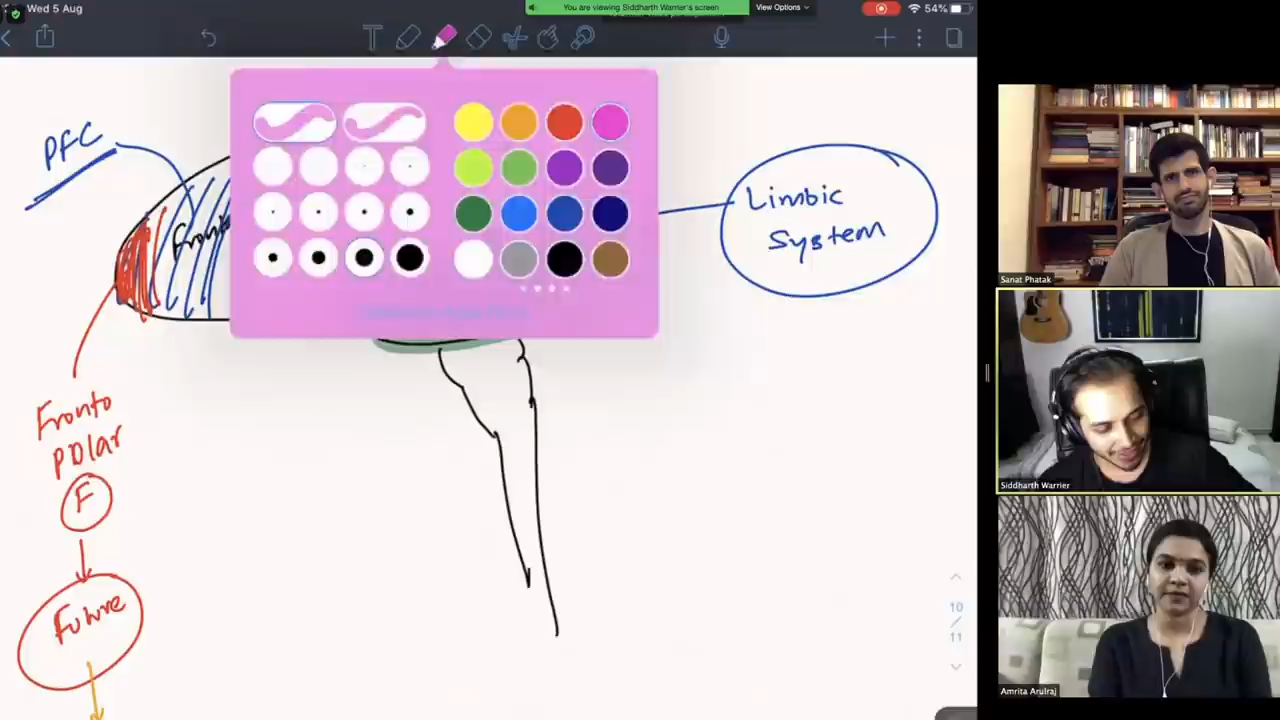 Wed 5 Aug
You are viewing Siddharth Warrier's screen
View Options
54%
PFC
Limbic
System
Fronto
polar
F
Future
10
/
11
Sanat Phatak
Siddharth Warrier
Amrita Arulraj